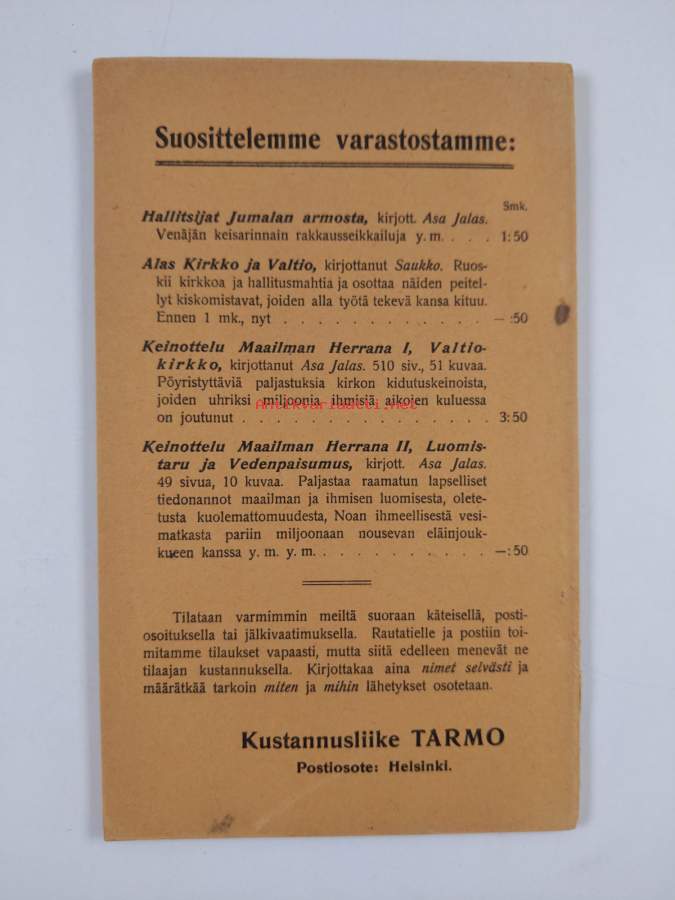 Suosittelemme varastostamme:
Smk.
Hallitsijat Jumalan armosta, kirjott. Asa Jalas.
Venäjän keisarinnain rakkausseikkailuja y. m. . . . 1:50
Alas Kirkko ja Valtio, kirjottanut Saukko. Ruos-
kii kirkkoa ja hallitusmahtia ja osottaa näiden peitel-
lyt kiskomistavat, joiden alla työtä tekevä kansa kituu.
Ennen 1 mk., nyt . . . . . . . . . . . . —:50
Keinottelu Maailman Herrana I, Valtio-
kirkko, kirjottanut Asa Jalas. 510 siv., 51 kuvaa.
Pöyristyttäviä paljastuksia kirkon kidutuskeinoista,
joiden uhriksi miljoonia ihmisiä aikojen kuluessa
Antikvariaatti.net
on joutunut . . . . . . . . . . . . . . . 3:50
Keinottelu Maailman Herrana II, Luomis-
taru ja Vedenpaisumus, kirjott. Asa Jalas.
49 sivua, 10 kuvaa. Paljastaa raamatun lapselliset
tiedonannot maailman ja ihmisen luomisesta, olete-
tusta kuolemattomuudesta, Noan ihmeellisestä vesi-
matkasta pariin miljoonaan nousevan eläinjouk-
kueen kanssa y. m. y. m. . . . . . . . . . . —:50
Tilataan varmimmin meiltä suoraan käteisellä, posti-
osoituksella tai jälkivaatimuksella. Rautatielle ja postiin toi-
mitamme tilaukset vapaasti, mutta siitä edelleen menevät ne
tilaajan kustannuksella. Kirjottakaa aina nimet selvästi ja
määrätkää tarkoin miten ja mihin lähetykset osotetaan.
Kustannusliike TARMO
Postiosote: Helsinki.